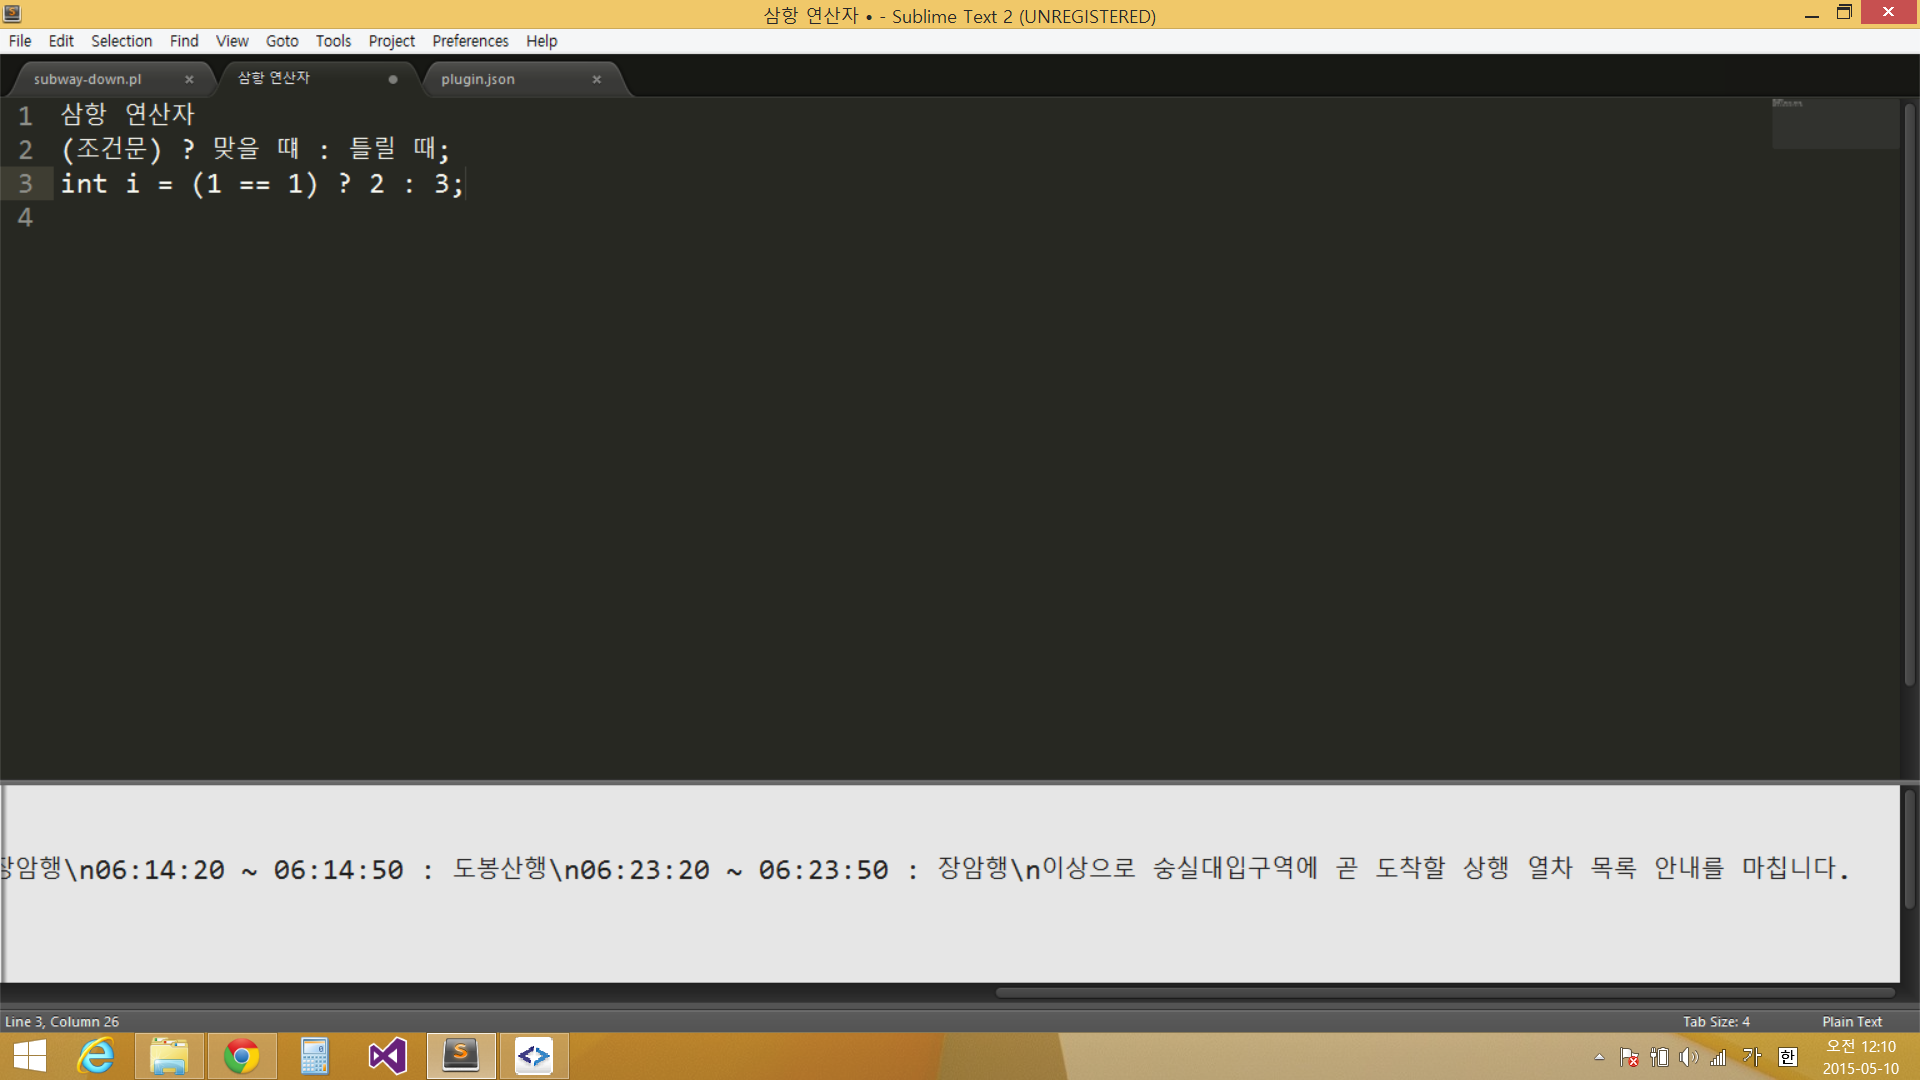 삼항 연산자 • - Sublime Text 2 (UNREGISTERED)
File Edit Selection Find View Goto Tools Project Preferences Help
subway-down.pl × 삼항 연산자 plugin.json ×
1 삼항 연산자
2 (조건문) ? 맞을 떄 : 틀릴 때;
3 int i = (1 == 1) ? 2 : 3;
4
장암행\n06:14:20 ~ 06:14:50 : 도봉산행\n06:23:20 ~ 06:23:50 : 장암행\n이상으로 숭실대입구역에 곧 도착할 상행 열차 목록 안내를 마칩니다.
Line 3, Column 26 Tab Size: 4 Plain Text
가 한 오전 12:10
2015-05-10